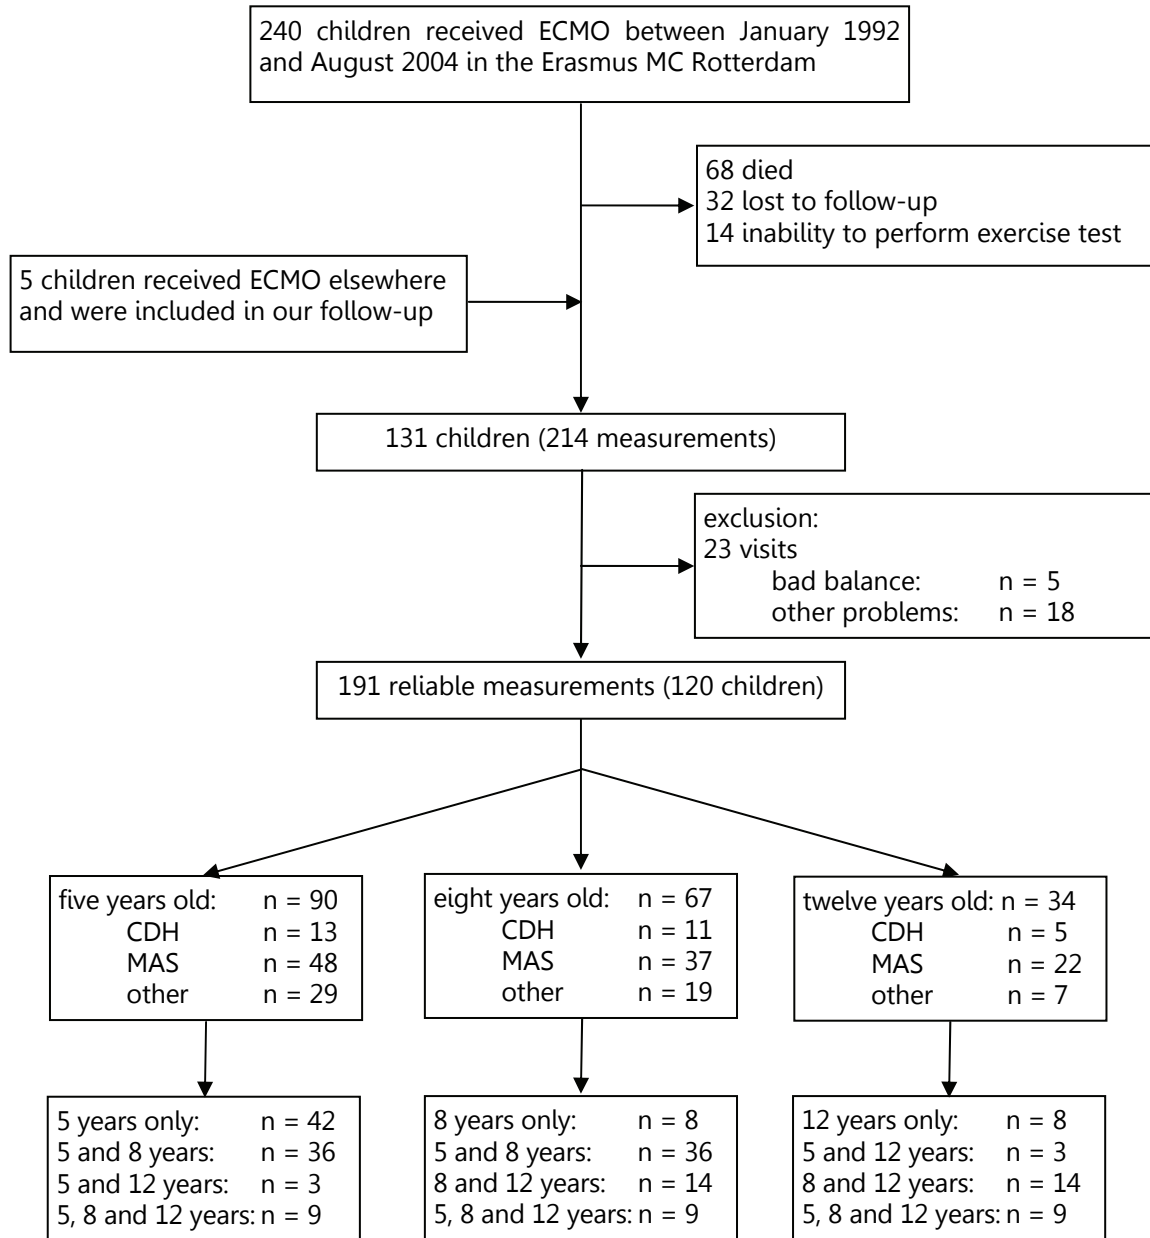 240 children received ECMO between January 1992
and August 2004 in the Erasmus MC Rotterdam
68 died
32 lost to follow-up
14 inability to perform exercise test
5 children received ECMO elsewhere
and were included in our follow-up
131 children (214 measurements)
exclusion:
23 visits
bad balance: n = 5
other problems: n = 18
191 reliable measurements (120 children)
five years old: n = 90
CDH n = 13
MAS n = 48
other n = 29
eight years old: n = 67
CDH n = 11
MAS n = 37
other n = 19
twelve years old: n = 34
CDH n = 5
MAS n = 22
other n = 7
5 years only: n = 42
5 and 8 years: n = 36
5 and 12 years: n = 3
5, 8 and 12 years: n = 9
8 years only: n = 8
5 and 8 years: n = 36
8 and 12 years: n = 14
5, 8 and 12 years: n = 9
12 years only: n = 8
5 and 12 years: n = 3
8 and 12 years: n = 14
5, 8 and 12 years: n = 9